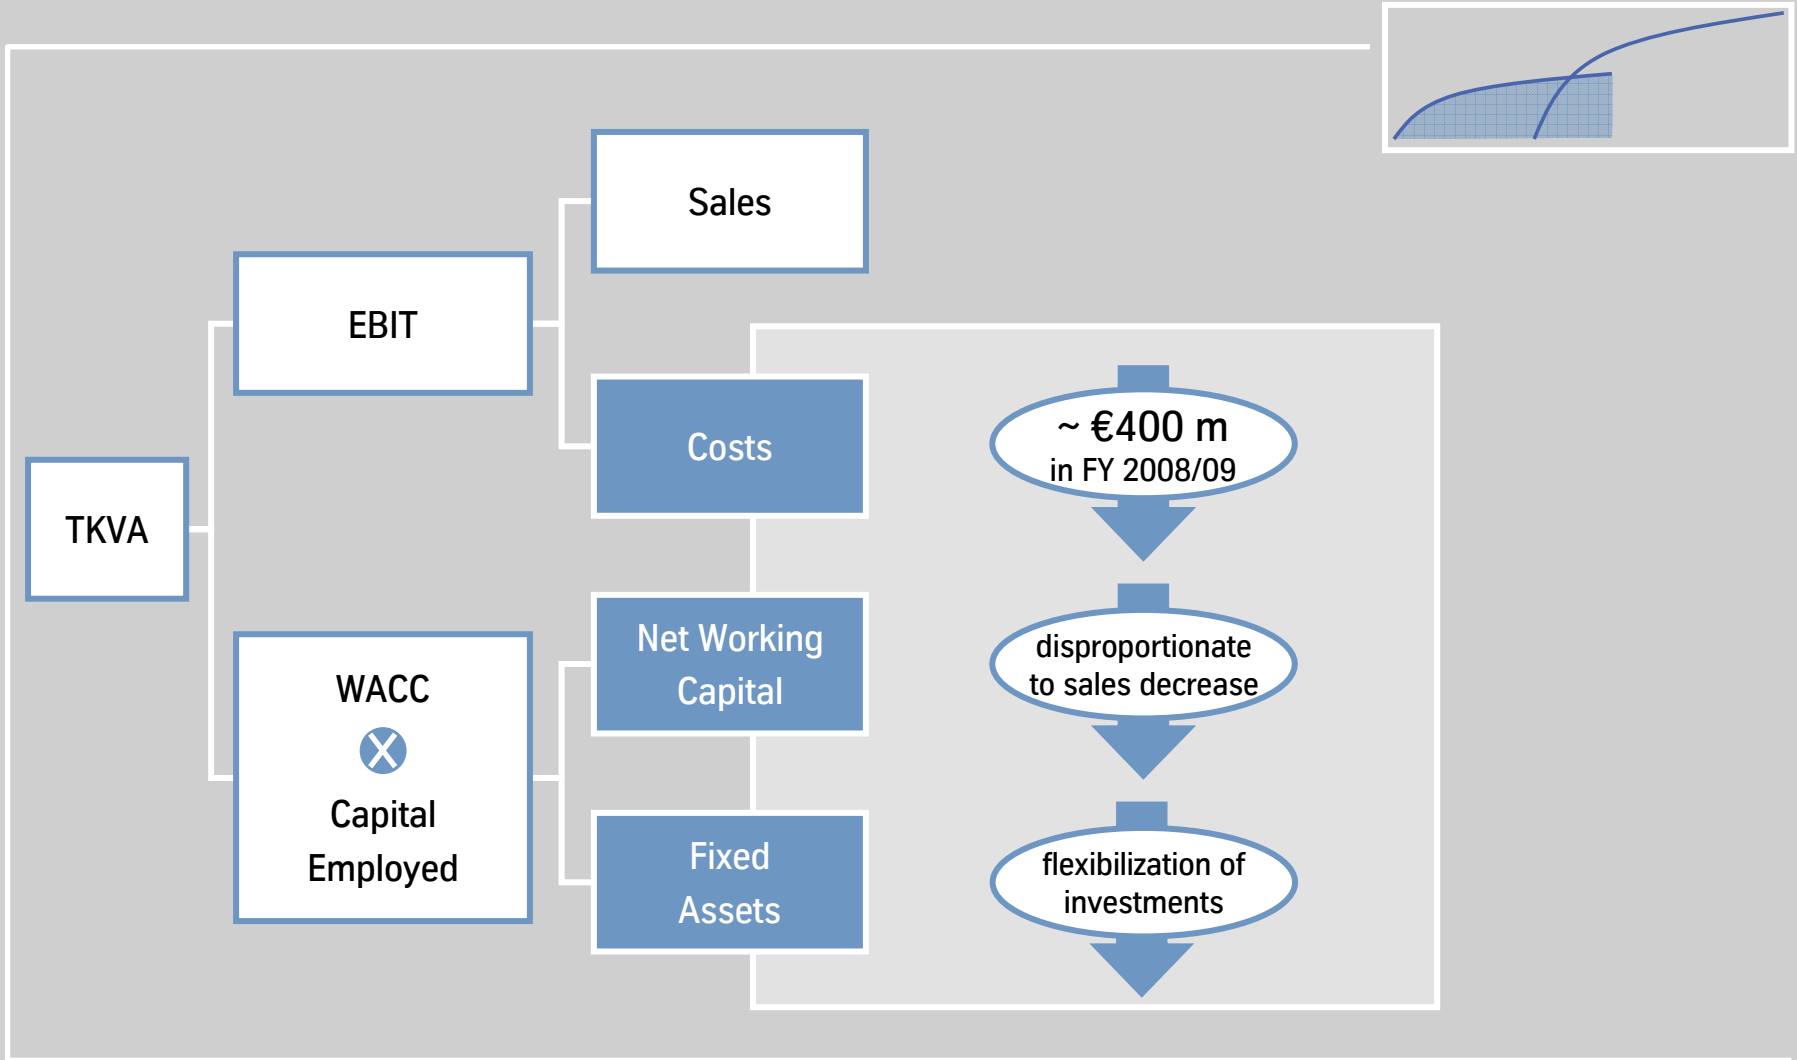 Sales
EBIT
Costs
~ €400 m
in FY 2008/09
TKVA
Net Working
Capital
disproportionate
to sales decrease
WACC
X
Capital
Employed
Fixed
Assets
flexibilization of
investments